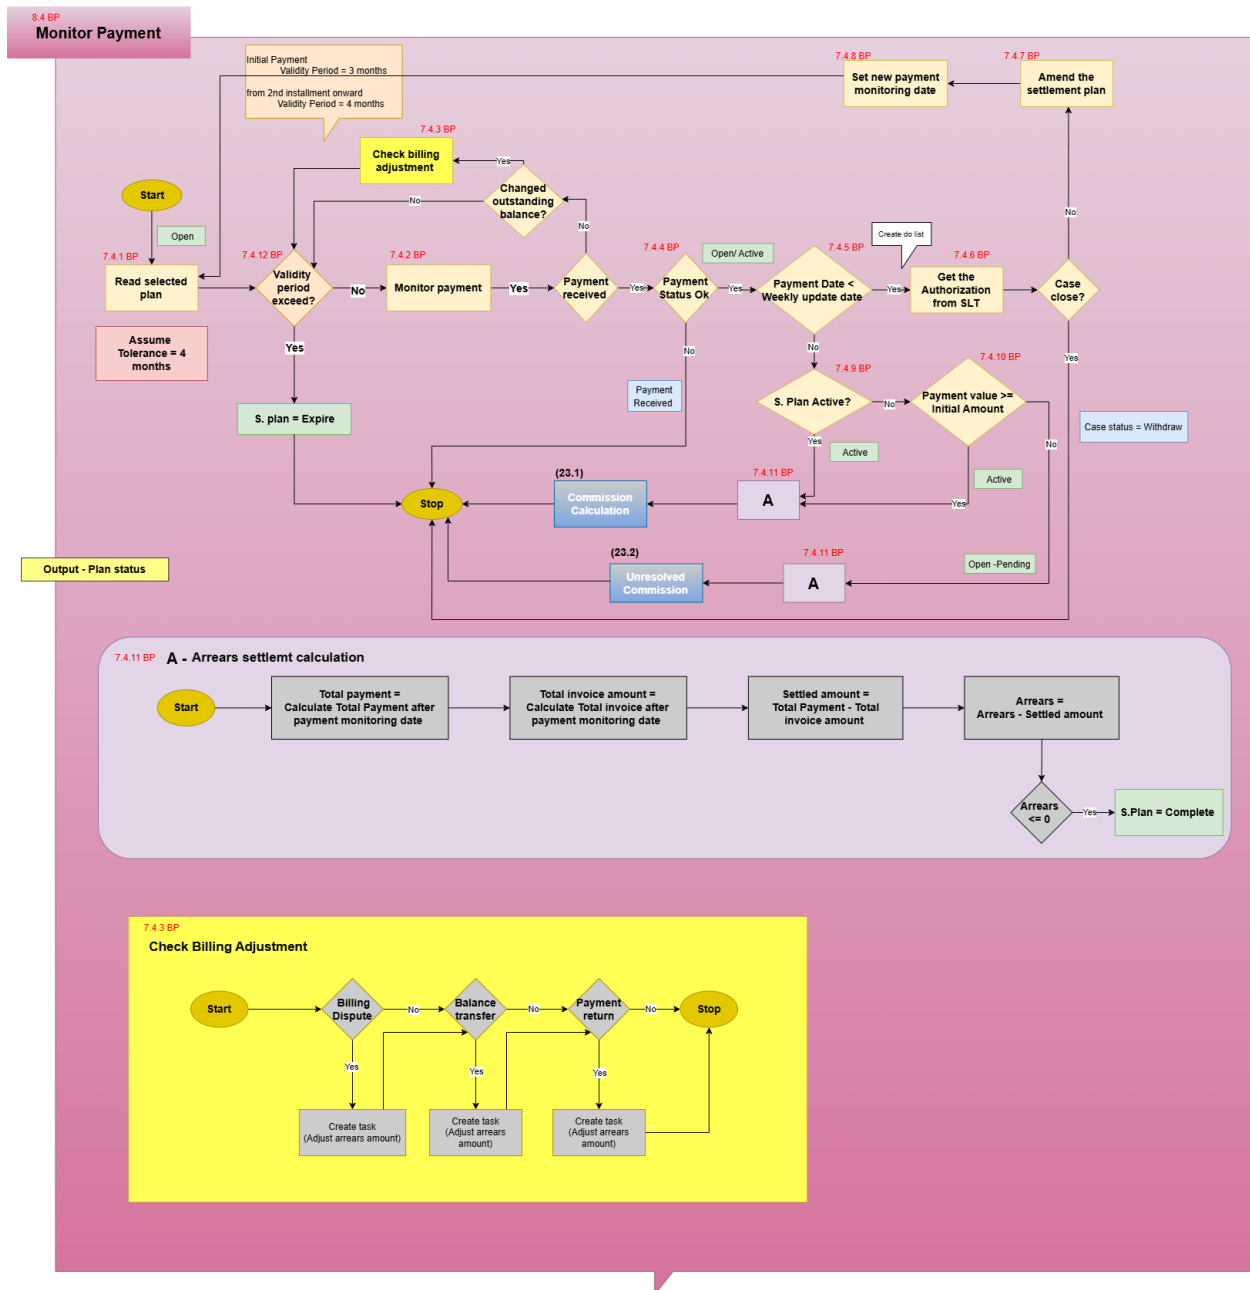 8.4 BP
Monitor Payment
Initial Payment
Validity Period = 3 months
from 2nd installment onward
Validity Period = 4 months
7.4.8 BP
Set new payment
monitoring date
7.4.7 BP
Amend the
settlement plan
7.4.3 BP
Check billing
adjustment
Yes
Changed
outstanding
balance?
No
No
Start
Open
7.4.1 BP
Read selected
plan
7.4.12 BP
Validity
period
exceed?
No
7.4.2 BP
Monitor payment
Yes
Payment
received
Yes
7.4.4 BP
Payment
Status Ok
Open/ Active
Yes
7.4.5 BP
Payment Date <
Weekly update date
Create do list
Yes
7.4.6 BP
Get the
Authorization
from SLT
Case
close?
No
Yes
Assume
Tolerance = 4
months
Yes
No
No
Payment
Received
7.4.9 BP
S. Plan Active?
No
7.4.10 BP
Payment value >=
Initial Amount
No
Case status = Withdraw
S. plan = Expire
Yes
Active
Active
Yes
Stop
(23.1)
Commission
Calculation
7.4.11 BP
A
(23.2)
Unresolved
Commission
7.4.11 BP
A
Open -Pending
Output - Plan status
7.4.11 BP
A - Arrears settlemt calculation
Start
Total payment =
Calculate Total Payment after
payment monitoring date
Total invoice amount =
Calculate Total invoice after
payment monitoring date
Settled amount =
Total Payment - Total
invoice amount
Arrears =
Arrears - Settled amount
Arrears
<= 0
Yes
S.Plan = Complete
7.4.3 BP
Check Billing Adjustment
Start
Billing
Dispute
No
Balance
transfer
No
Payment
return
No
Stop
Yes
Yes
Yes
Create task
(Adjust arrears amount)
Create task
(Adjust arrears
amount)
Create task
(Adjust arrears
amount)